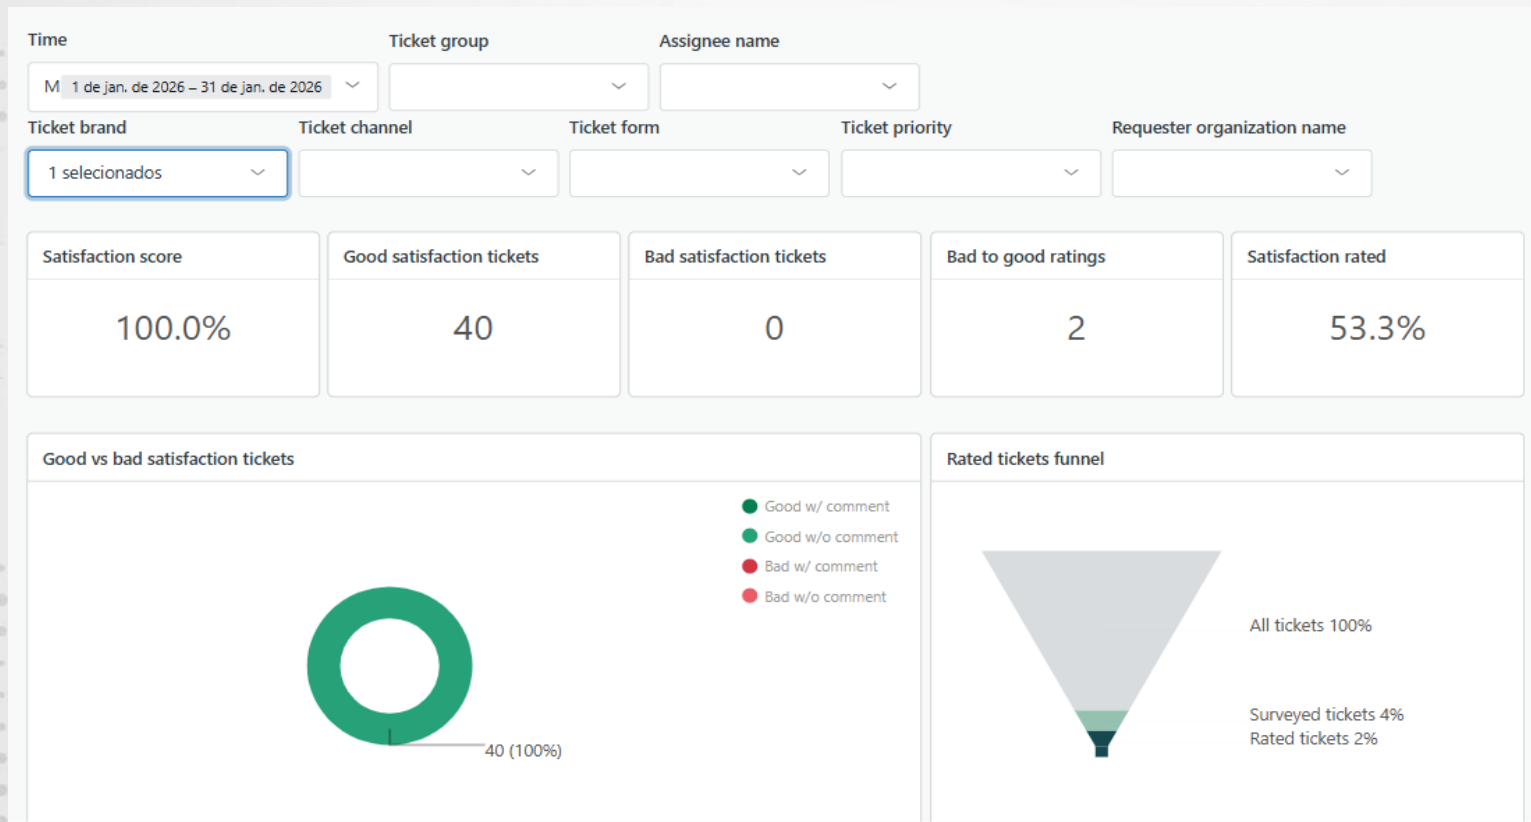 Time
Ticket group
Assignee name
M 1 de jan. de 2026 – 31 de jan. de 2026
Ticket brand
Ticket channel
Ticket form
Ticket priority
Requester organization name
1 selecionados
Satisfaction score
Good satisfaction tickets
Bad satisfaction tickets
Bad to good ratings
Satisfaction rated
100.0%
40
0
2
53.3%
Good vs bad satisfaction tickets
Good w/ comment
Good w/o comment
Bad w/ comment
Bad w/o comment
40 (100%)
Rated tickets funnel
All tickets 100%
Surveyed tickets 4%
Rated tickets 2%